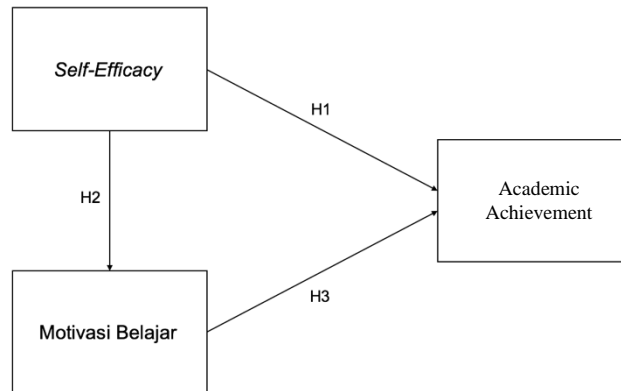 Self-Efficacy
H1
H2
Academic
Achievement
H3
Motivasi Belajar